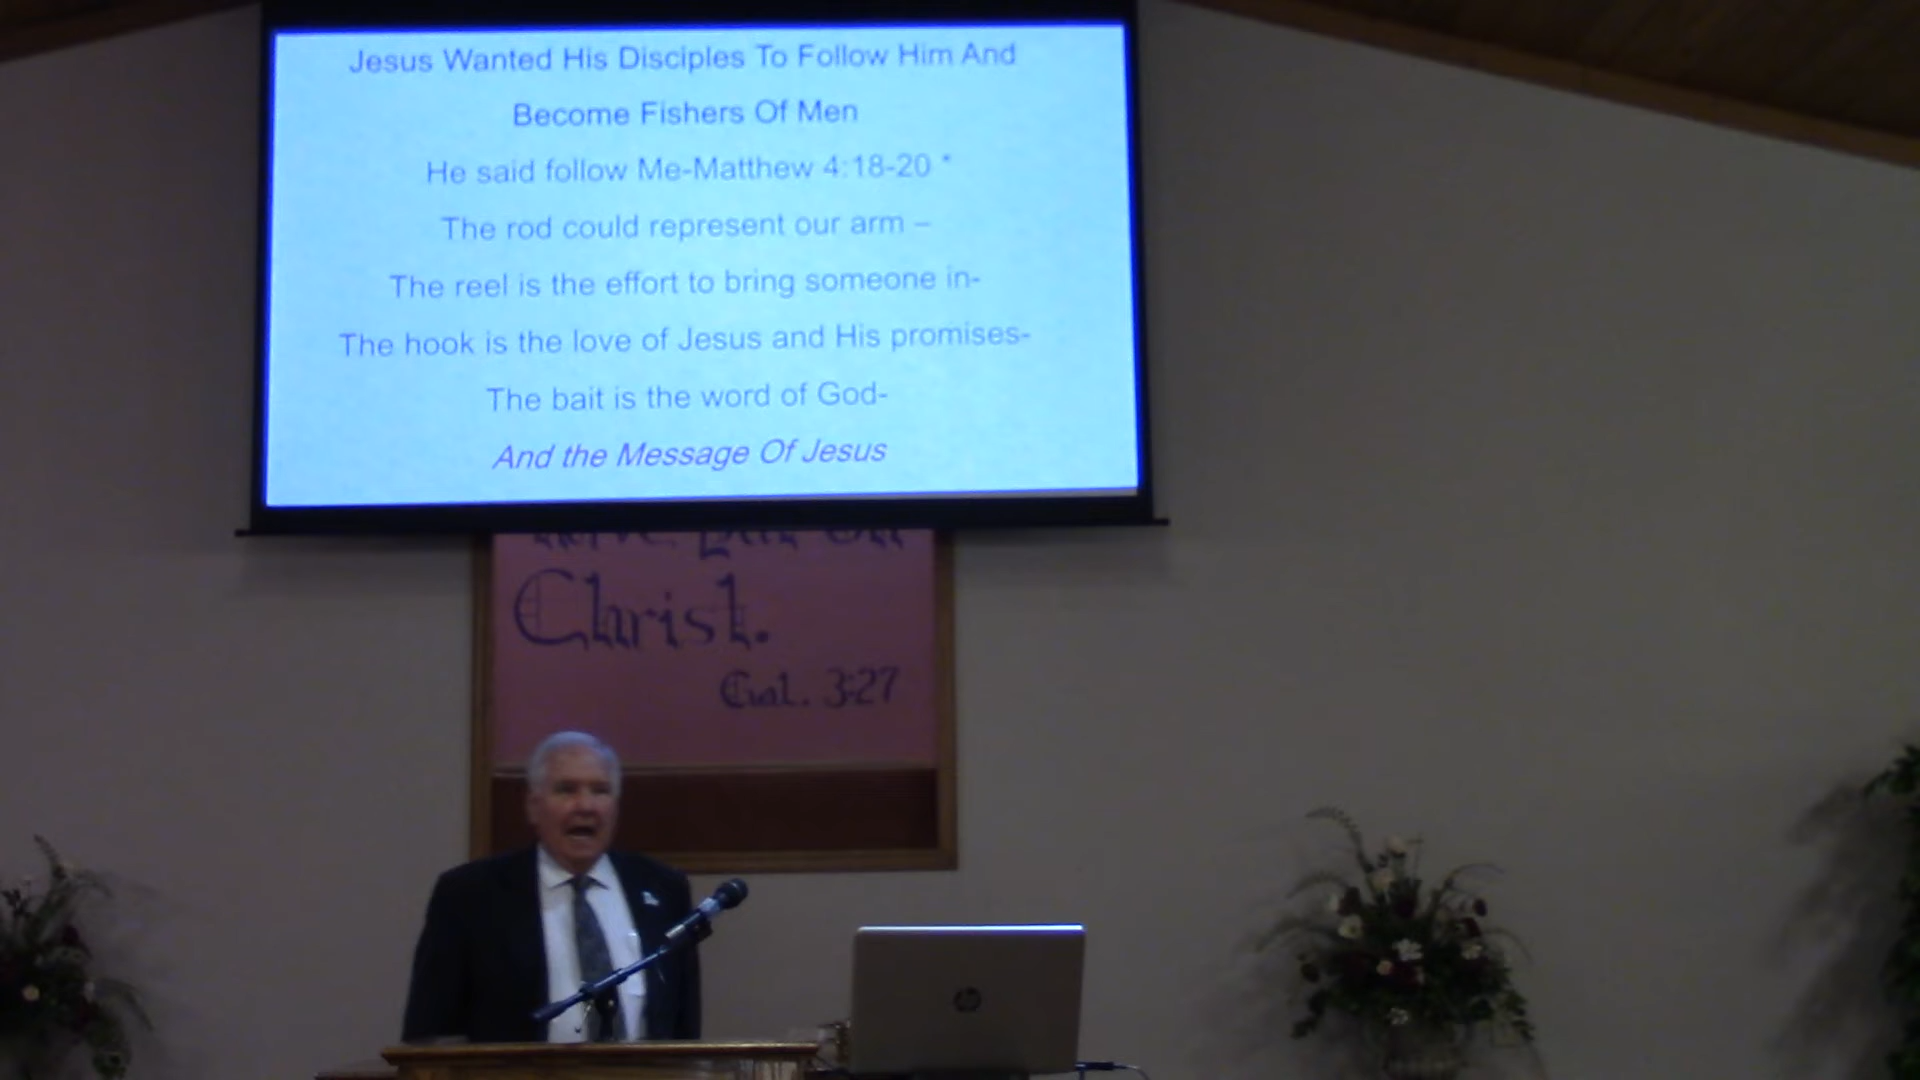 Jesus Wanted His Disciples To Follow Him And
Become Fishers Of Men
He said follow Me-Matthew 4:18-20 *
The rod could represent our arm –
The reel is the effort to bring someone in-
The hook is the love of Jesus and His promises-
The bait is the word of God-
And the Message Of Jesus
Christ.
Gal. 3:27
hp